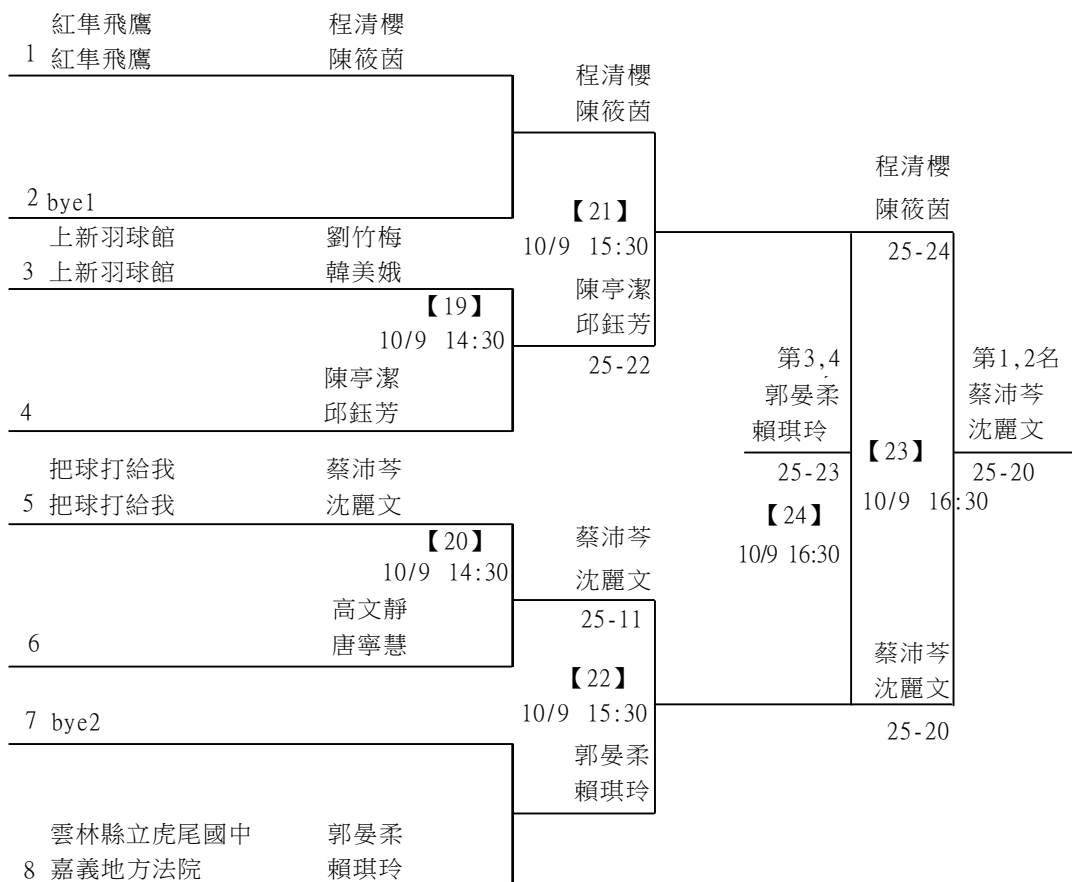 紅隼飛鷹 程清櫻
1 紅隼飛鷹 陳筱茵
程清櫻
陳筱茵
程清櫻
陳筱茵
2 bye1
【21】
上新羽球館 劉竹梅
10/9 15:30
25-24
3 上新羽球館 韓美娥
陳亭潔
邱鈺芳
【19】
10/9 14:30
25-22
陳亭潔
4 邱鈺芳
第3,4
郭晏柔
賴琪玲
25-23
【24】
10/9 16:30
第1,2名
蔡沛芩
沈麗文
【23】
25-20
10/9 16:30
把球打給我 蔡沛芩
5 把球打給我 沈麗文
【20】
10/9 14:30
蔡沛芩
沈麗文
25-11
高文靜
6 唐寧慧
【22】
10/9 15:30
蔡沛芩
沈麗文
25-20
7 bye2
郭晏柔
賴琪玲
雲林縣立虎尾國中 郭晏柔
8 嘉義地方法院 賴琪玲